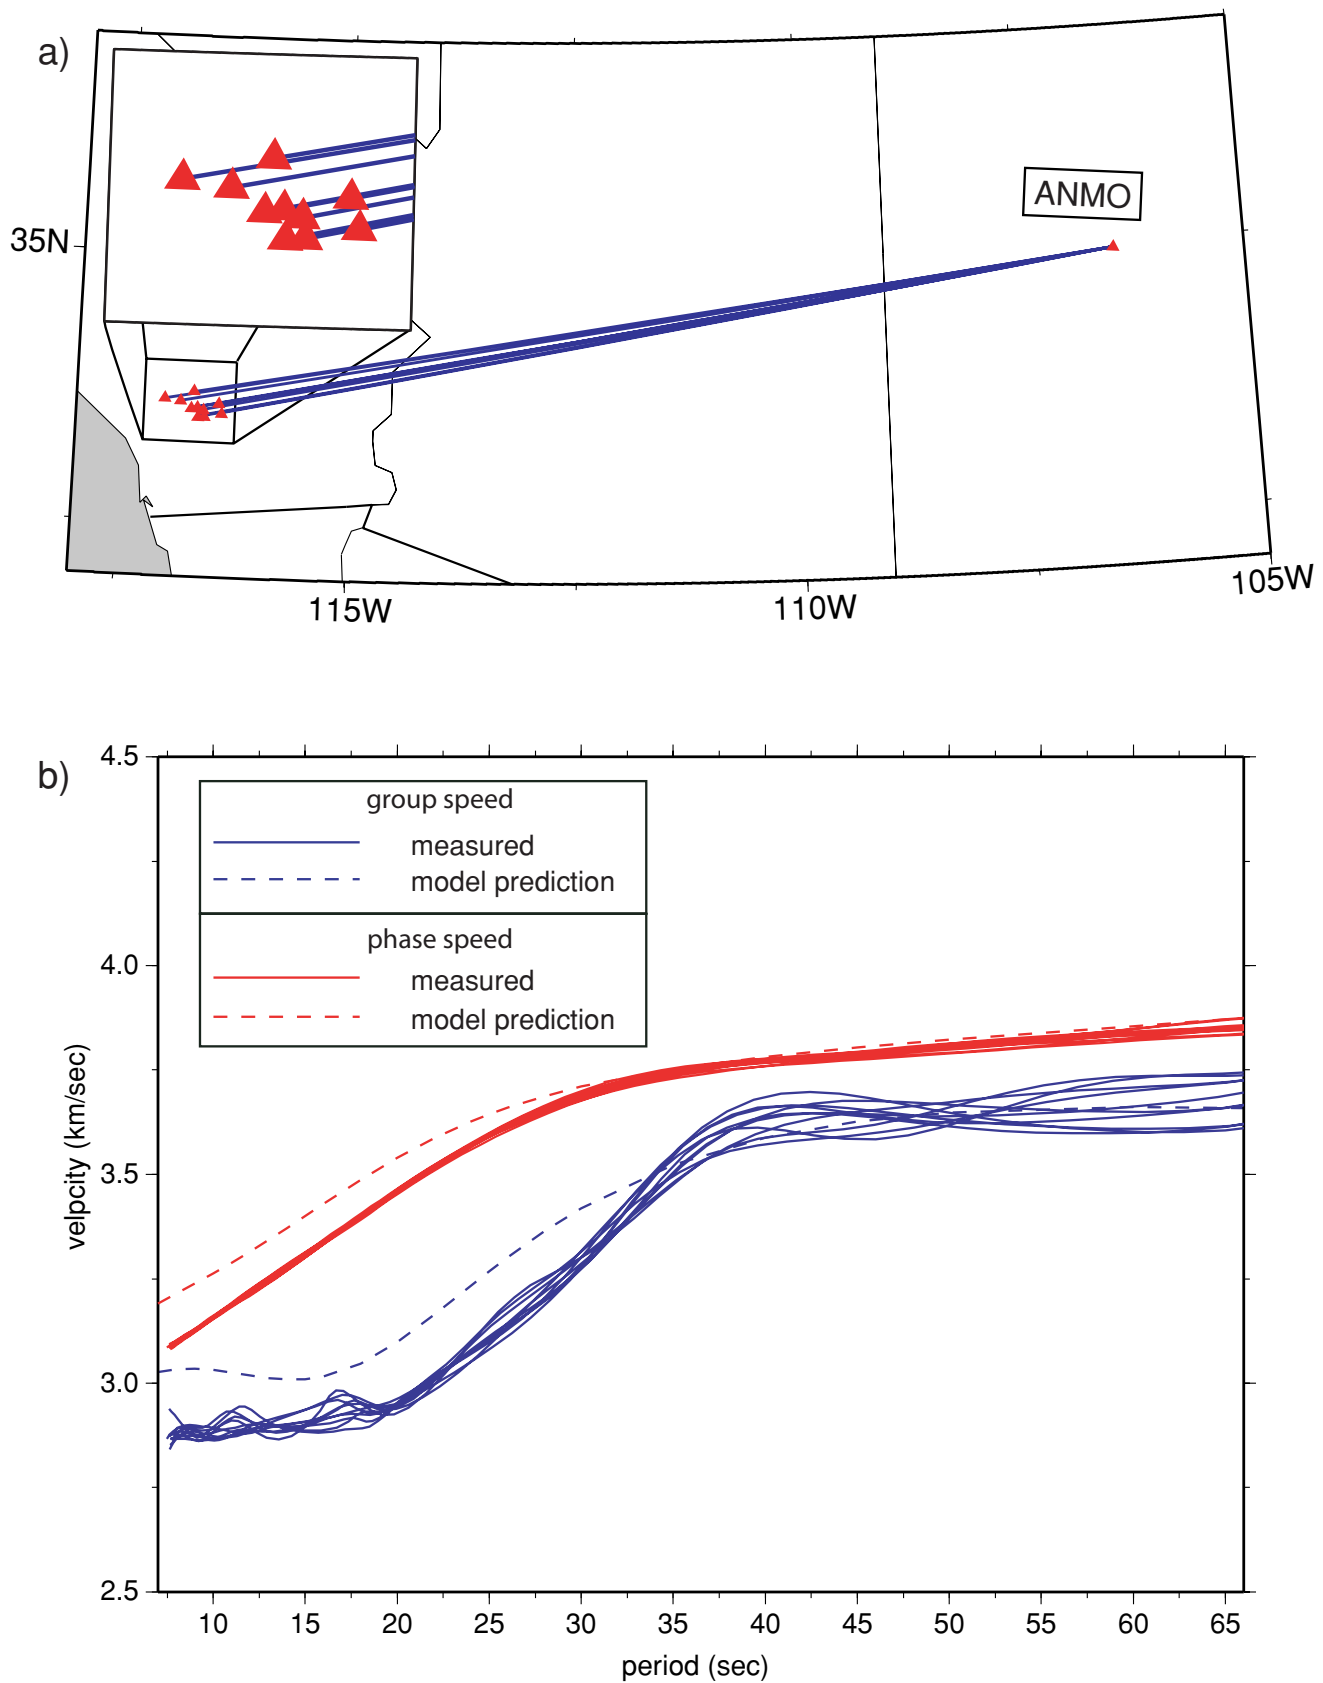 a)
ANMO
35N
115W
110W
105W
b)
4.5
4.0
3.5
3.0
2.5
velpcity (km/sec)
group speed
measured
model prediction
phase speed
measured
model prediction
10 15 20 25 30 35 40 45 50 55 60 65
period (sec)